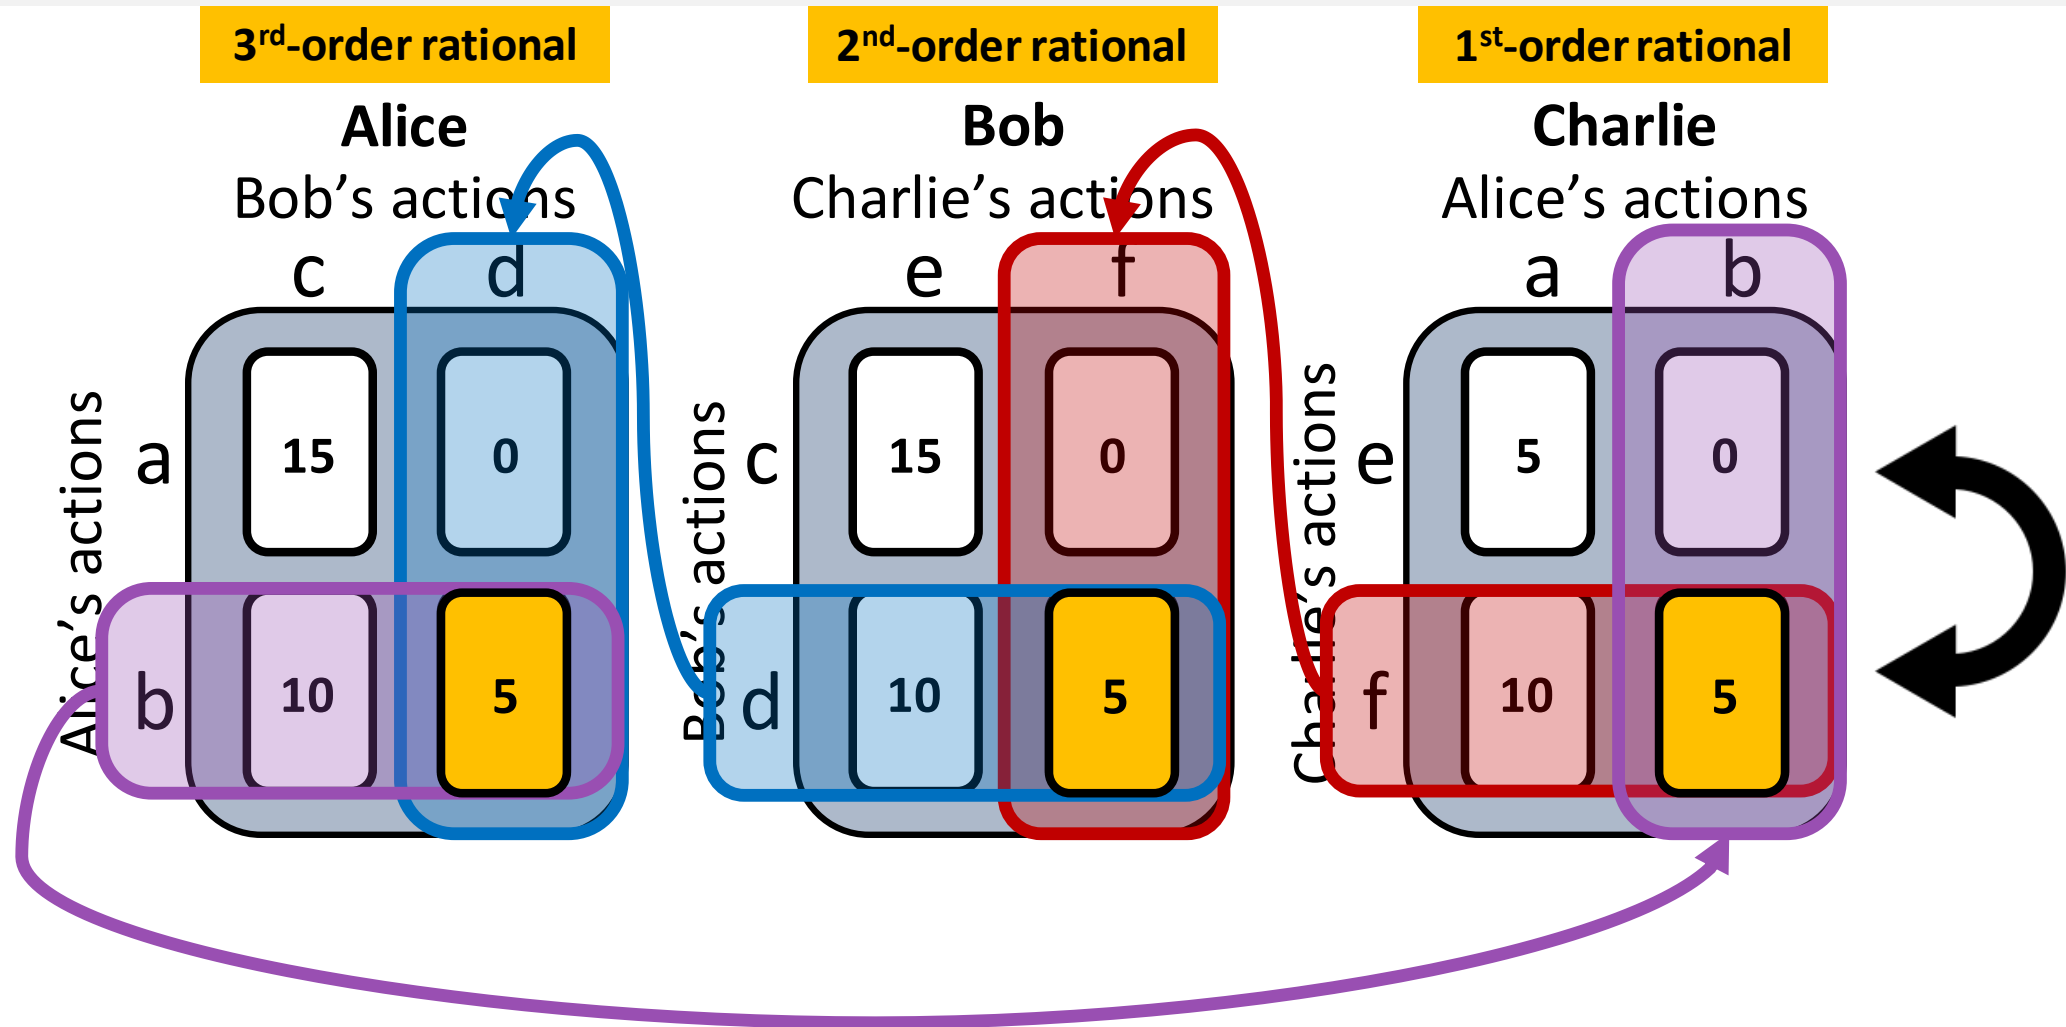 3rd-order rational
2nd-order rational
1st-order rational
Alice
Bob
Charlie
Bob's actions
Charlie's actions
Alice's actions
c d
e f
a b
Alice's actions
a 15 0
b 10 5
Bob's actions
c 15 0
d 10 5
Charlie's actions
e 5 0
f 10 5